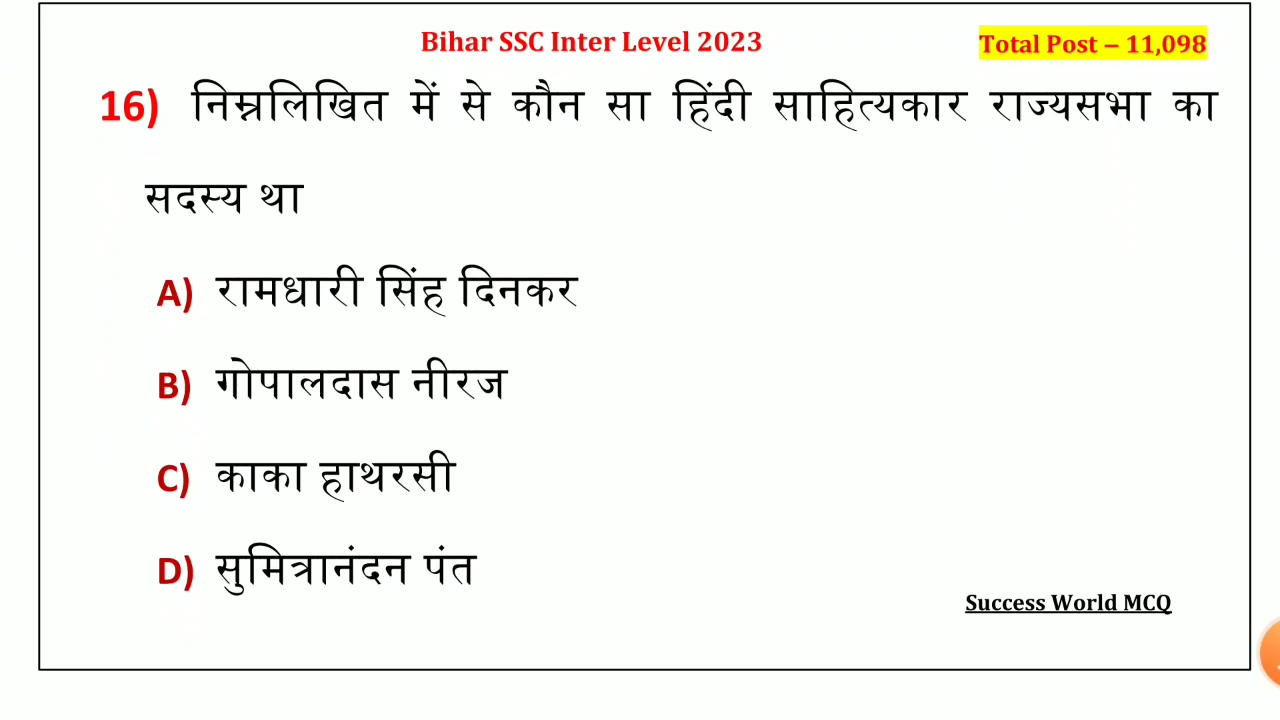 Bihar SSC Inter Level 2023
Total Post – 11,098
16) निम्नलिखित में से कौन सा हिंदी साहित्यकार राज्यसभा का
सदस्य था
A) रामधारी सिंह दिनकर
B) गोपालदास नीरज
C) काका हाथरसी
D) सुमित्रानंदन पंत
Success World MCQ